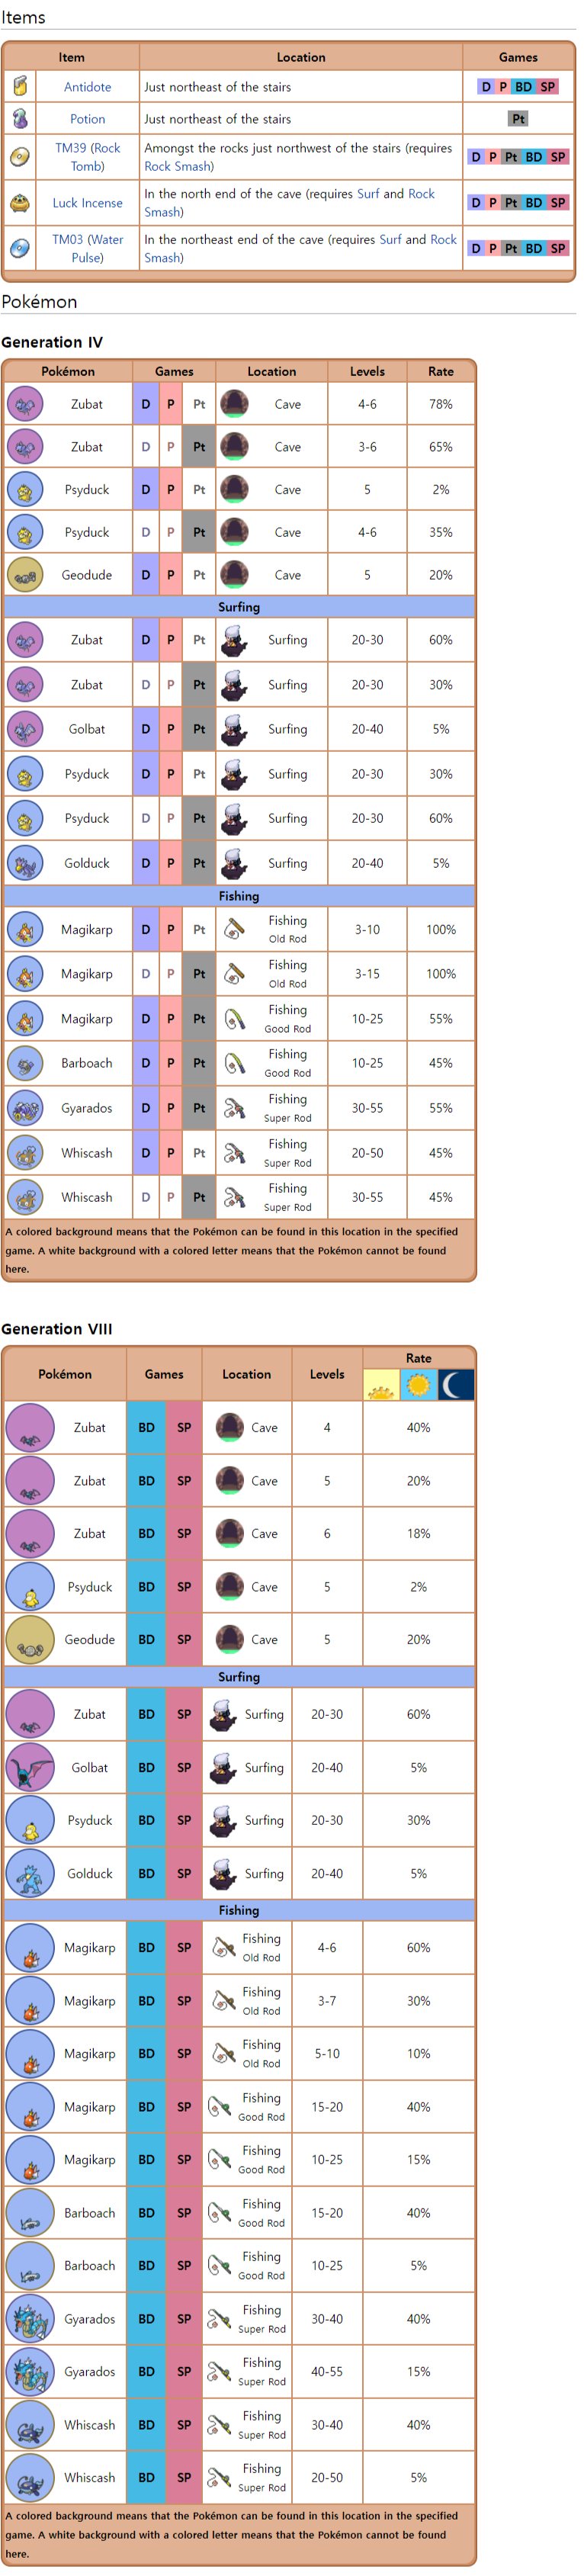 Items
Item Location Games
Antidote Just northeast of the stairs D P BD SP
Potion Just northeast of the stairs Pt
TM39 (Rock Amongst the rocks just northwest of the stairs (requires D P Pt BD SP
Tomb) Rock Smash)
Luck Incense In the north end of the cave (requires Surf and Rock D P Pt BD SP
Smash)
TM03 (Water In the northeast end of the cave (requires Surf and Rock D P Pt BD SP
Pulse) Smash)
Pokémon
Generation IV
Pokémon Games Location Levels Rate
Zubat D P Pt Cave 4-6 78%
Zubat D P Pt Cave 3-6 65%
Psyduck D P Pt Cave 5 2%
Psyduck D P Pt Cave 4-6 35%
Geodude D P Pt Cave 5 20%
Surfing
Zubat D P Pt Surfing 20-30 60%
Zubat D P Pt Surfing 20-30 30%
Golbat D P Pt Surfing 20-40 5%
Psyduck D P Pt Surfing 20-30 30%
Psyduck D P Pt Surfing 20-30 60%
Golduck D P Pt Surfing 20-40 5%
Fishing
Magikarp D P Pt Fishing 3-10 100%
Old Rod
Magikarp D P Pt Fishing 3-15 100%
Old Rod
Magikarp D P Pt Fishing 10-25 55%
Good Rod
Barboach D P Pt Fishing 10-25 45%
Good Rod
Gyarados D P Pt Fishing 30-55 55%
Super Rod
Whiscash D P Pt Fishing 20-50 45%
Super Rod
Whiscash D P Pt Fishing 30-55 45%
Super Rod
A colored background means that the Pokémon can be found in this location in the specified
game. A white background with a colored letter means that the Pokémon cannot be found
here.
Generation VIII
Pokémon Games Location Levels Rate
Zubat BD SP Cave 4 40%
Zubat BD SP Cave 5 20%
Zubat BD SP Cave 6 18%
Psyduck BD SP Cave 5 2%
Geodude BD SP Cave 5 20%
Surfing
Zubat BD SP Surfing 20-30 60%
Golbat BD SP Surfing 20-40 5%
Psyduck BD SP Surfing 20-30 30%
Golduck BD SP Surfing 20-40 5%
Fishing
Magikarp BD SP Fishing 4-6 60%
Old Rod
Magikarp BD SP Fishing 3-7 30%
Old Rod
Magikarp BD SP Fishing 5-10 10%
Old Rod
Magikarp BD SP Fishing 15-20 40%
Good Rod
Magikarp BD SP Fishing 10-25 15%
Good Rod
Barboach BD SP Fishing 15-20 40%
Good Rod
Barboach BD SP Fishing 10-25 5%
Good Rod
Gyarados BD SP Fishing 30-40 40%
Super Rod
Gyarados BD SP Fishing 40-55 15%
Super Rod
Whiscash BD SP Fishing 30-40 40%
Super Rod
Whiscash BD SP Fishing 20-50 5%
Super Rod
A colored background means that the Pokémon can be found in this location in the specified
game. A white background with a colored letter means that the Pokémon cannot be found
here.